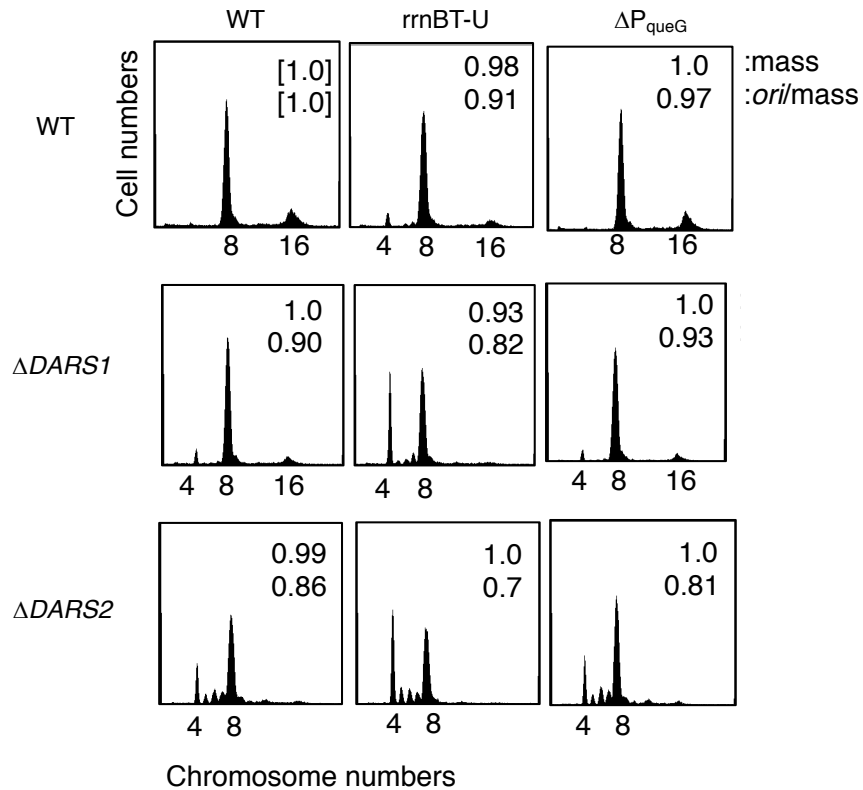 WT rrnBT-U ΔPqueG
WT
Cell numbers
[1.0]
[1.0]
8 16
0.98
0.91
4 8 16
1.0 :mass
0.97 :ori/mass
8 16
ΔDARS1
1.0
0.90
4 8 16
0.93
0.82
4 8
1.0
0.93
4 8 16
ΔDARS2
0.99
0.86
4 8
1.0
0.7
4 8
1.0
0.81
4 8
Chromosome numbers